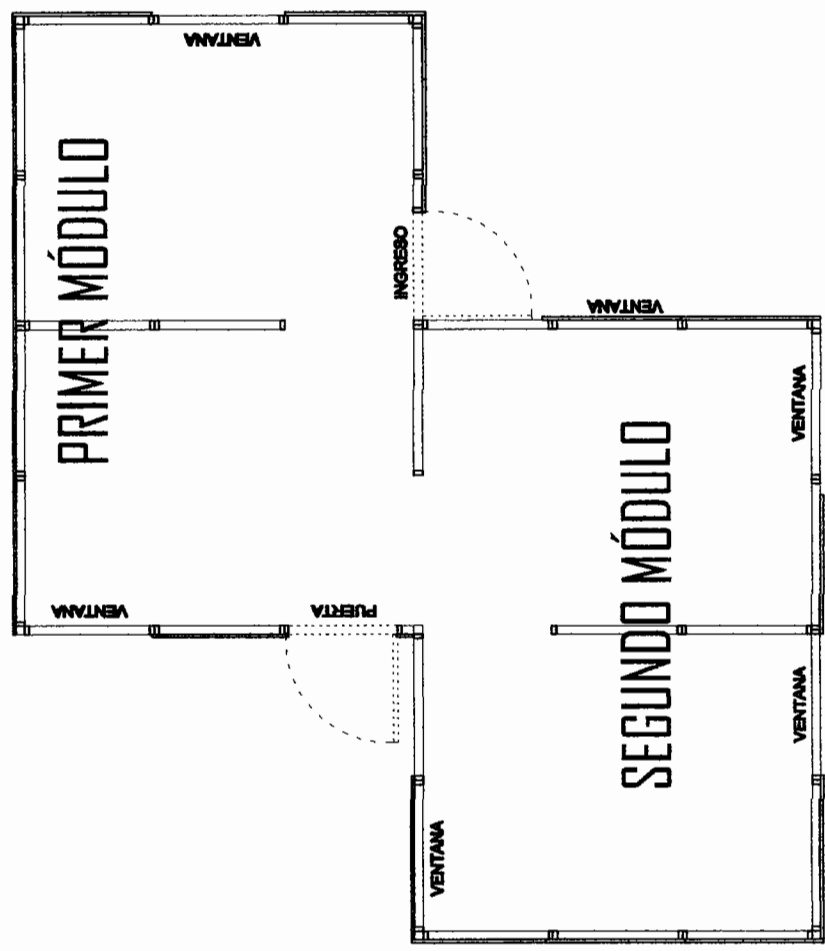 VENTANA
PRIMER MÓDULO
INGRESO
VENTANA
VENTANA
VENTANA
PUERTA
SEGUNDO MÓDULO
VENTANA
VENTANA